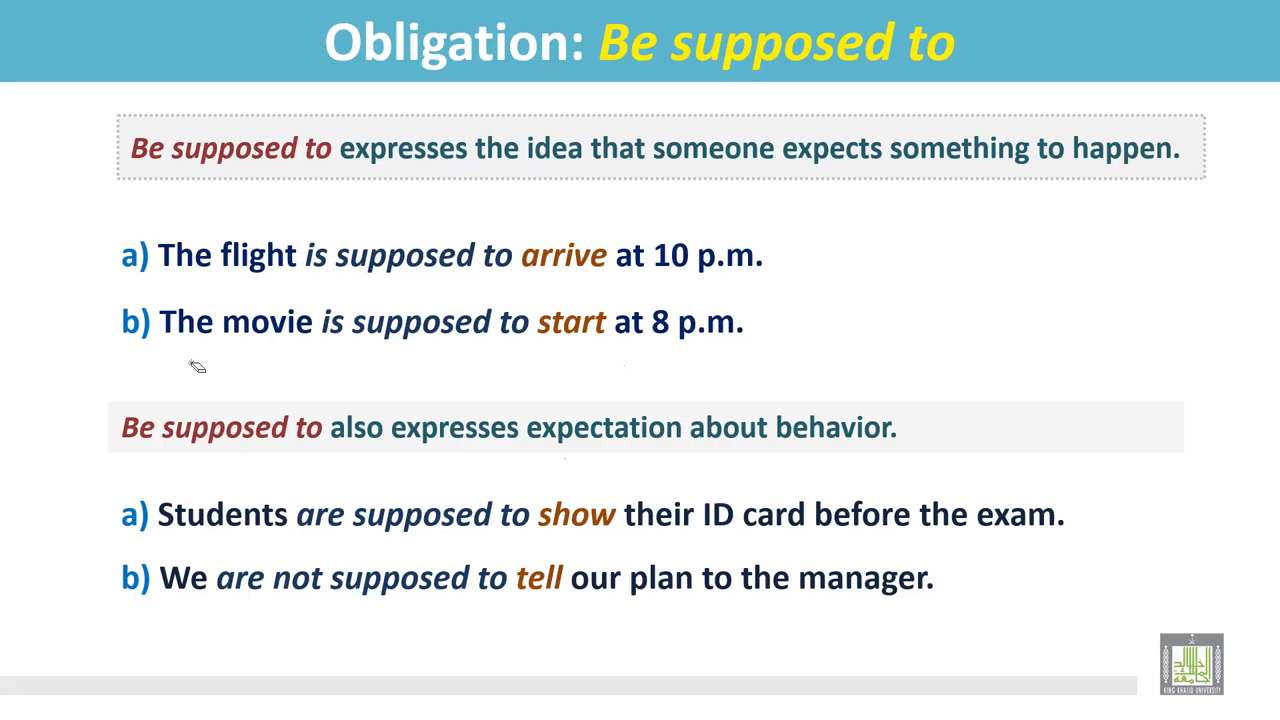 Obligation: Be supposed to
Be supposed to expresses the idea that someone expects something to happen.
a) The flight is supposed to arrive at 10 p.m.
b) The movie is supposed to start at 8 p.m.
Be supposed to also expresses expectation about behavior.
a) Students are supposed to show their ID card before the exam.
b) We are not supposed to tell our plan to the manager.
KING KHALID UNIVERSITY